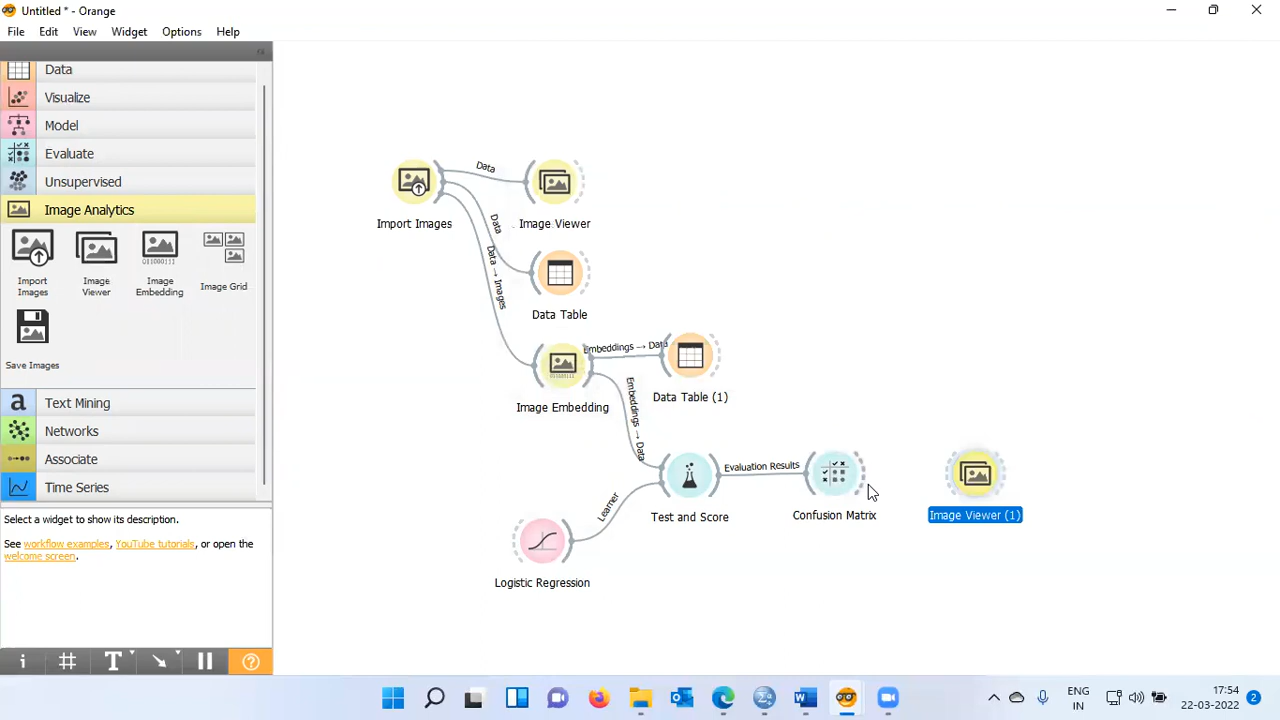 Untitled * - Orange
File Edit View Widget Options Help
Data
Visualize
Model
Evaluate
Unsupervised
Image Analytics
Import Images
Image Viewer
Image Embedding
Image Grid
Save Images
Text Mining
Networks
Associate
Time Series
Select a widget to show its description.
See workflow examples, YouTube tutorials, or open the
welcome screen.
Data
Import Images
Image Viewer
Data
Data → Images
Data Table
Embeddings → Data
Image Embedding
Data Table (1)
Embeddings → Data
Evaluation Results
Learner
Test and Score
Confusion Matrix
Image Viewer (1)
Logistic Regression
i # T ?
a
ENG
IN
17:54
22-03-2022
2